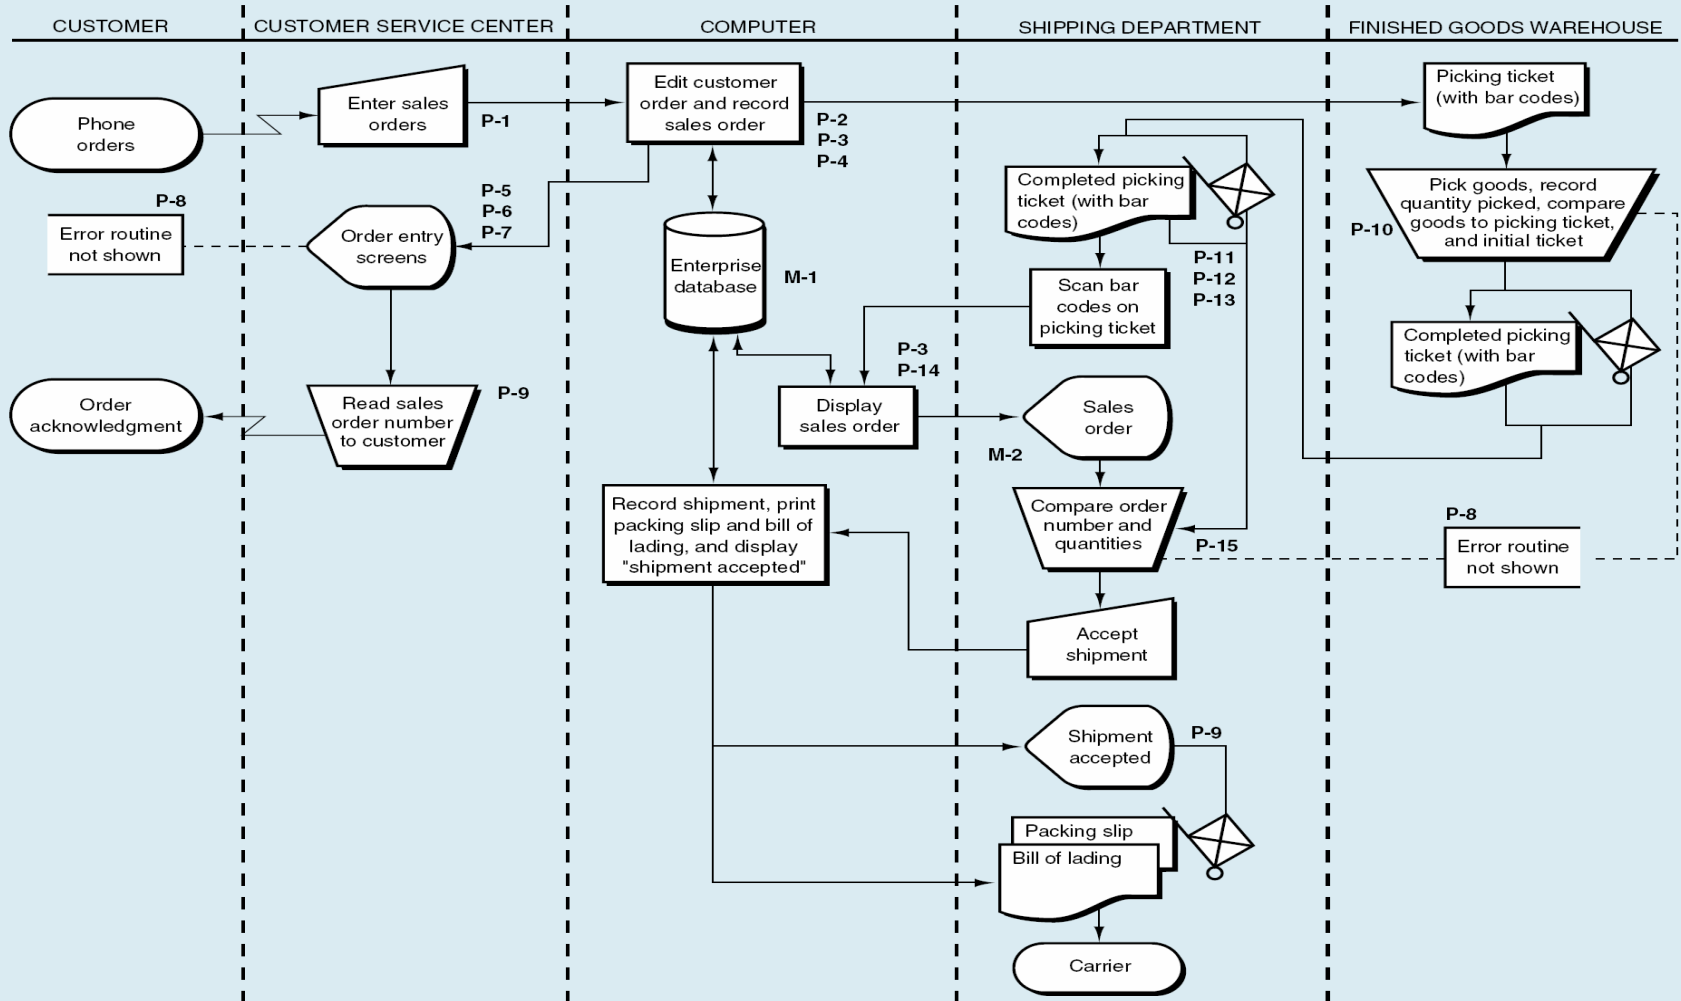 CUSTOMER
CUSTOMER SERVICE CENTER
COMPUTER
SHIPPING DEPARTMENT
FINISHED GOODS WAREHOUSE
Phone
orders
Enter sales
orders
P-1
Edit customer
order and record
sales order
P-2
P-3
P-4
Picking ticket
(with bar codes)
P-8
Error routine
not shown
Order entry
screens
P-5
P-6
P-7
Enterprise
database
M-1
Completed picking
ticket (with bar
codes)
P-11
P-12
P-13
Scan bar
codes on
picking ticket
Pick goods, record
quantity picked, compare
goods to picking ticket,
and initial ticket
P-10
Completed picking
ticket (with bar
codes)
Order
acknowledgment
Read sales
order number
to customer
P-9
P-3
P-14
Display
sales order
Sales
order
M-2
Compare order
number and
quantities
P-15
P-8
Error routine
not shown
Record shipment, print
packing slip and bill of
lading, and display
"shipment accepted"
Accept
shipment
Shipment
accepted
P-9
Packing slip
Bill of lading
Carrier